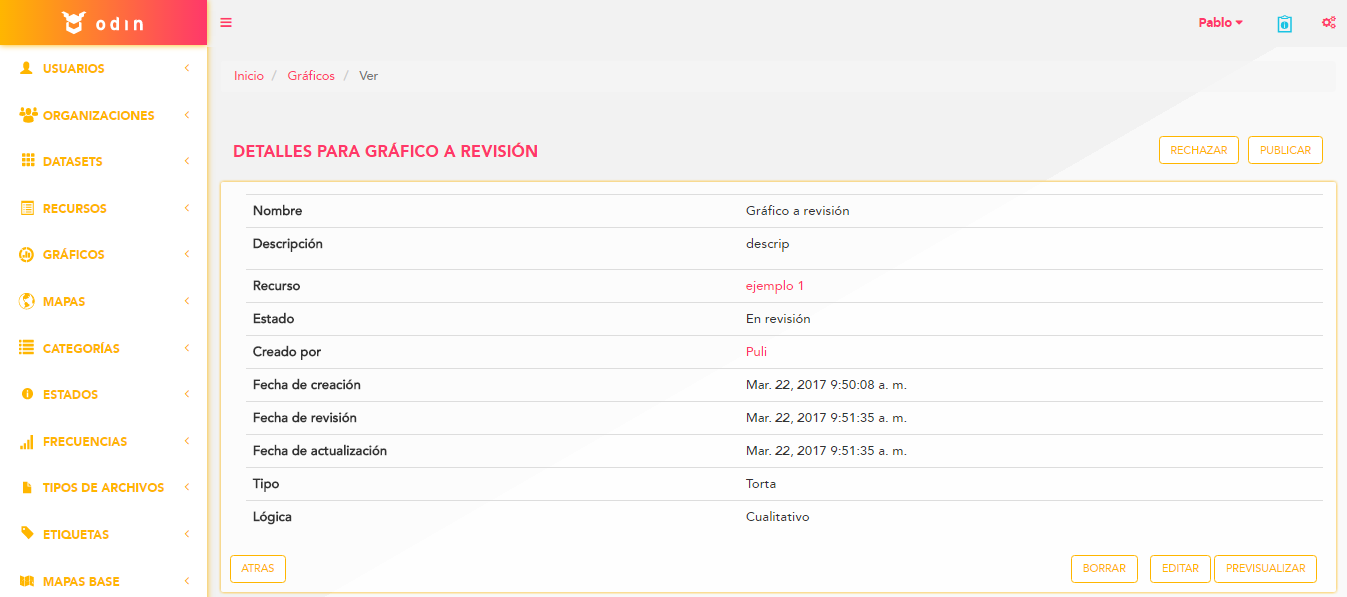 odin
Pablo
USUARIOS
ORGANIZACIONES
DATASETS
RECURSOS
GRÁFICOS
MAPAS
CATEGORÍAS
ESTADOS
FRECUENCIAS
TIPOS DE ARCHIVOS
ETIQUETAS
MAPAS BASE
Inicio / Gráficos / Ver
DETALLES PARA GRÁFICO A REVISIÓN
RECHAZAR PUBLICAR
Nombre Gráfico a revisión
Descripción descrip
Recurso ejemplo 1
Estado En revisión
Creado por Puli
Fecha de creación Mar. 22, 2017 9:50:08 a. m.
Fecha de revisión Mar. 22, 2017 9:51:35 a. m.
Fecha de actualización Mar. 22, 2017 9:51:35 a. m.
Tipo Torta
Lógica Cualitativo
ATRAS BORRAR EDITAR PREVISUALIZAR